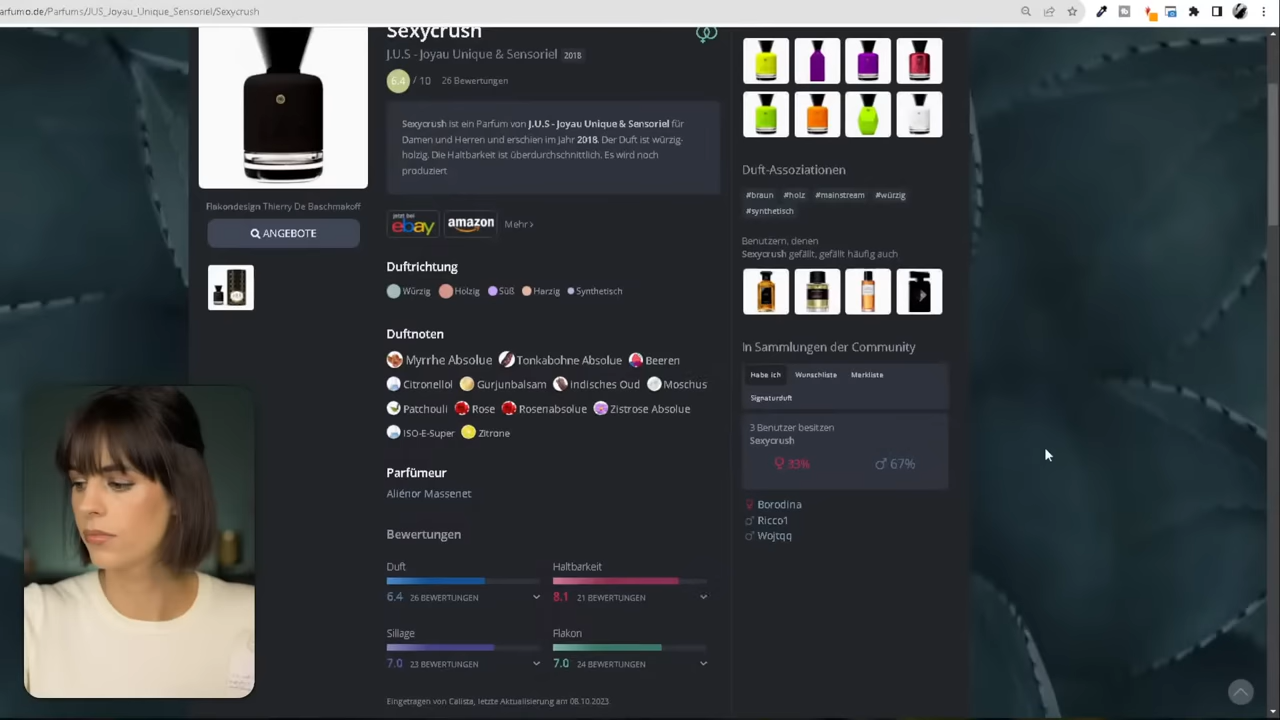 arfumo.de/Parfums/JUS_Joyau_Unique_Sensoriel/Sexycrush
Sexycrush
J.U.S - Joyau Unique & Sensoriel 2018
6.4 / 10 26 Bewertungen
Sexycrush ist ein Parfum von J.U.S - Joyau Unique & Sensoriel für
Damen und Herren und erschien im Jahr 2018. Der Duft ist würzig-
holzig. Die Haltbarkeit ist überdurchschnittlich. Es wird noch
produziert
Flakondesign Thierry De Baschmakoff
ANGEBOTE
jetzt bei
ebay
amazon
Mehr >
Duftrichtung
Würzig Holzig Süß Harzig Synthetisch
Duftnoten
Myrrhe Absolue Tonkabohne Absolue Beeren
Citronellol Gurjunbalsam Indisches Oud Moschus
Patchouli Rose Rosenabsolue Zistrose Absolue
ISO-E-Super Zitrone
Parfümeur
Aliénor Massenet
Bewertungen
Duft
6.4 26 BEWERTUNGEN
Haltbarkeit
8.1 21 BEWERTUNGEN
Sillage
7.0 23 BEWERTUNGEN
Flakon
7.0 24 BEWERTUNGEN
Eingetragen von Calista, letzte Aktualisierung am 08.10.2023.
Duft-Assoziationen
#braun #holz #mainstream #würzig
#synthetisch
Benutzern, denen
Sexycrush gefällt, gefällt häufig auch
In Sammlungen der Community
Habe ich Wunschliste Merkliste
Signaturduft
3 Benutzer besitzen
Sexycrush
33% 67%
Borodina
Ricco1
Wojtqq